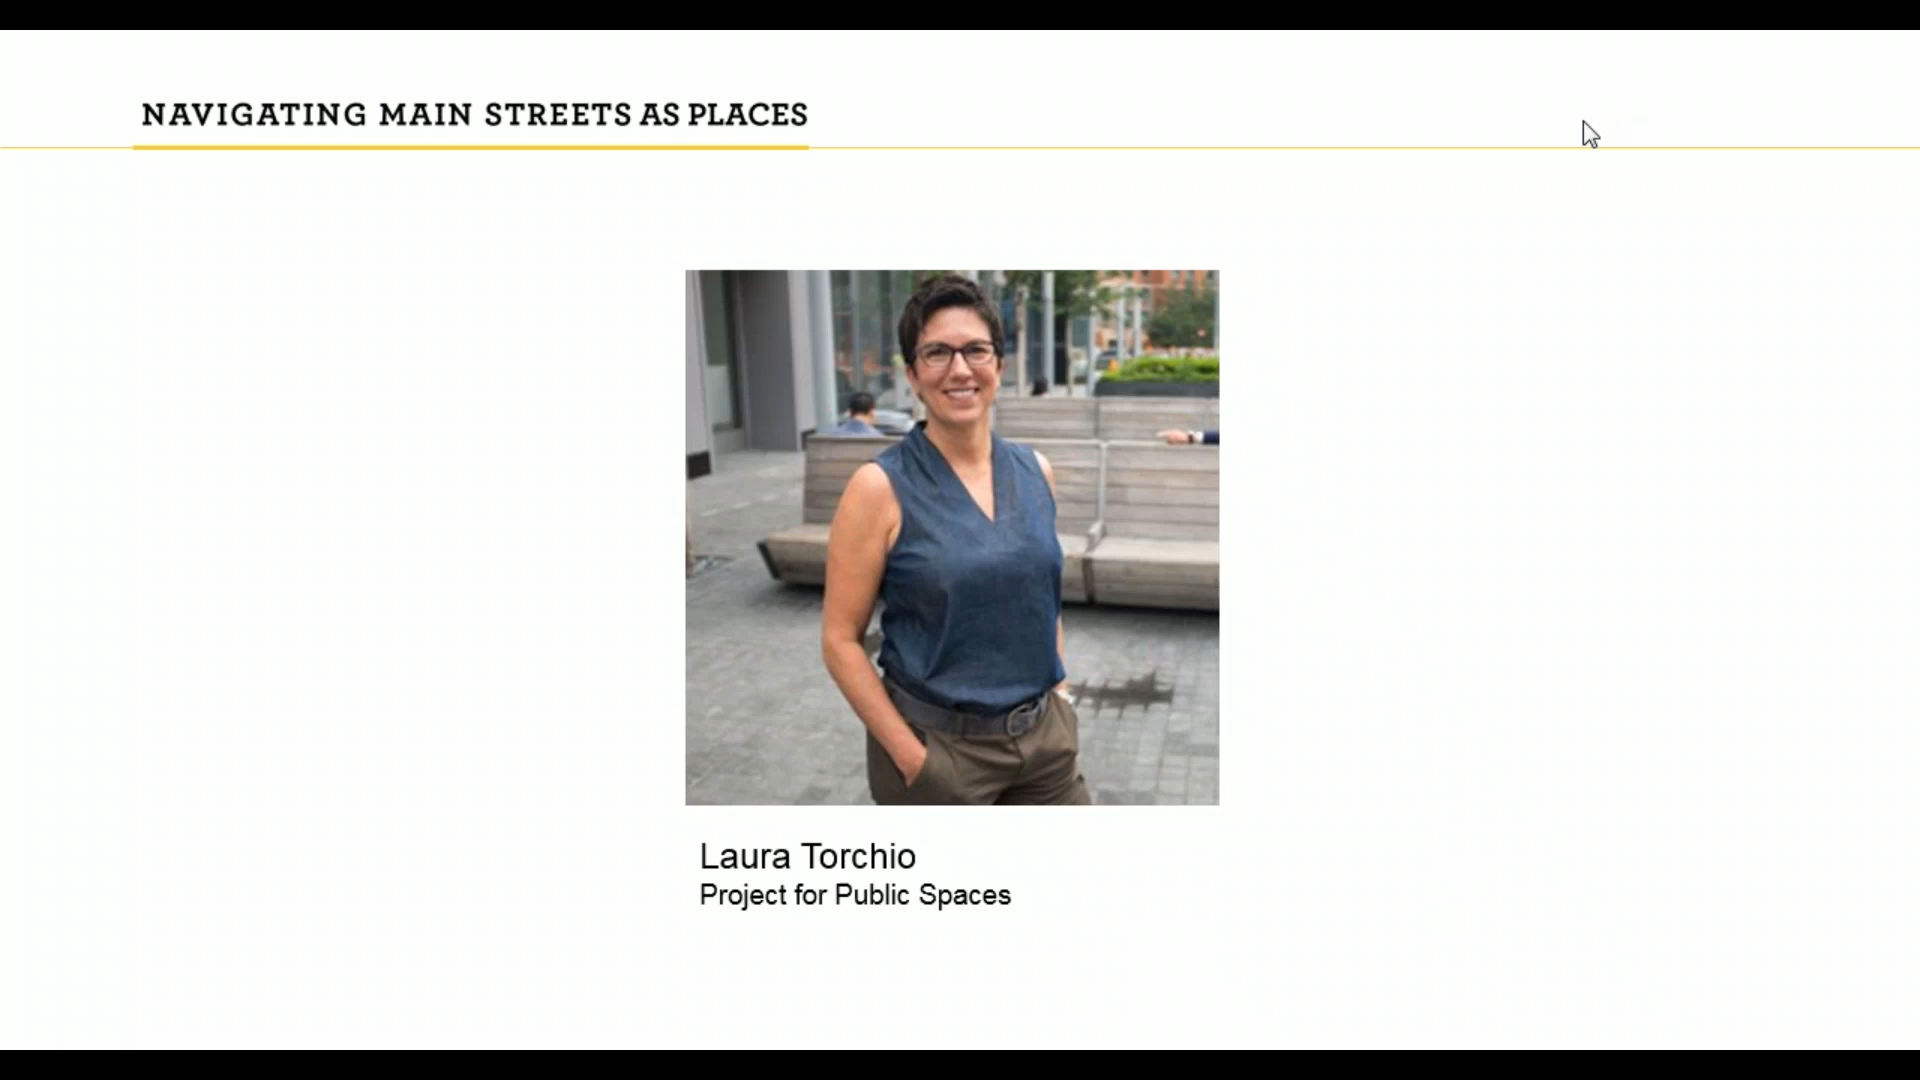 NAVIGATING MAIN STREETS AS PLACES
Laura Torchio
Project for Public Spaces